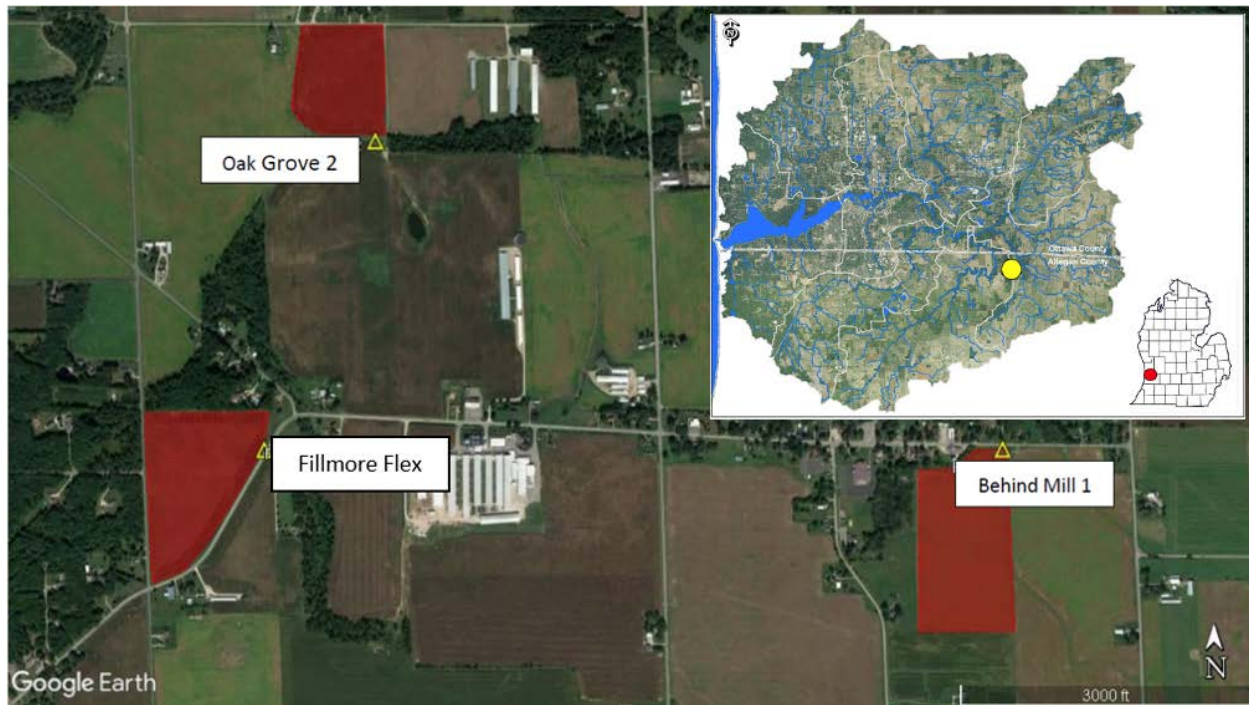 Oak Grove 2
Ottawa County
Allegan County
Fillmore Flex
Behind Mill 1
Google Earth
N
3000 ft